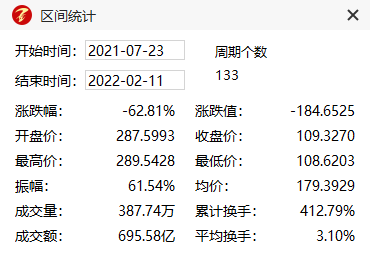 区间统计
开始时间: 2021-07-23 周期个数
结束时间: 2022-02-11 133
涨跌幅: -62.81% 涨跌值: -184.6525
开盘价: 287.5993 收盘价: 109.3270
最高价: 289.5428 最低价: 108.6203
振幅: 61.54% 均价: 179.3929
成交量: 387.74万 累计换手: 412.79%
成交额: 695.58亿 平均换手: 3.10%